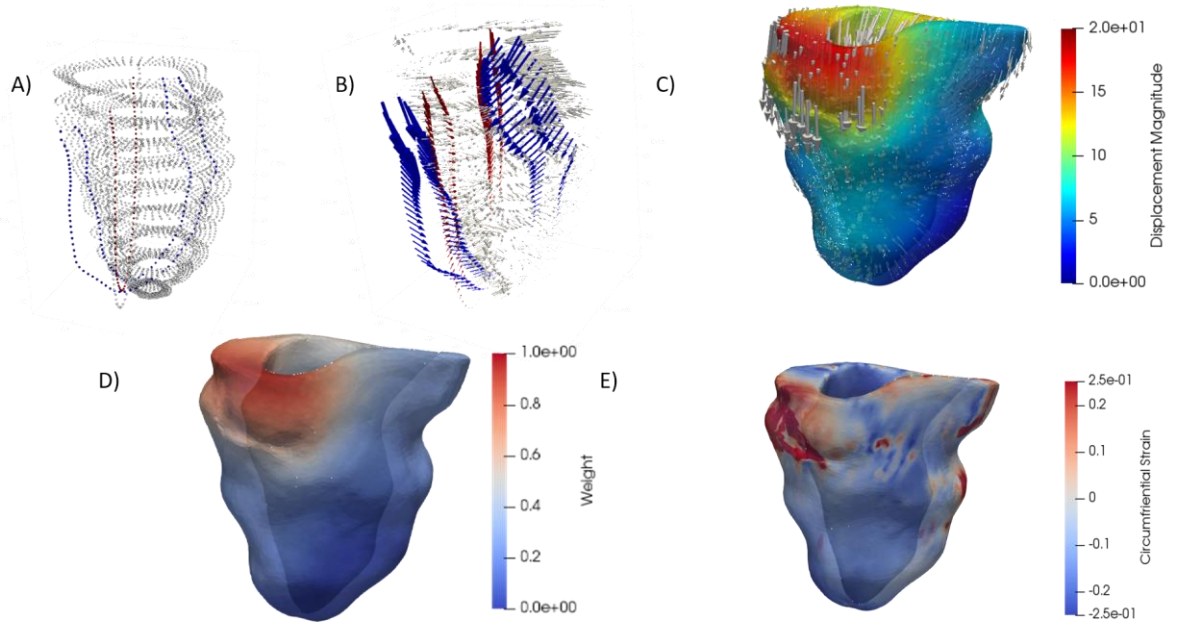 A)
B)
C)
2.0e+01
15
10
5
0.0e+00
Displacement Magnitude
D)
1.0e+00
0.8
0.6
0.4
0.2
0.0e+00
Weight
E)
2.5e-01
0.2
0.1
0
-0.1
-0.2
-2.5e-01
Circumfriential Strain